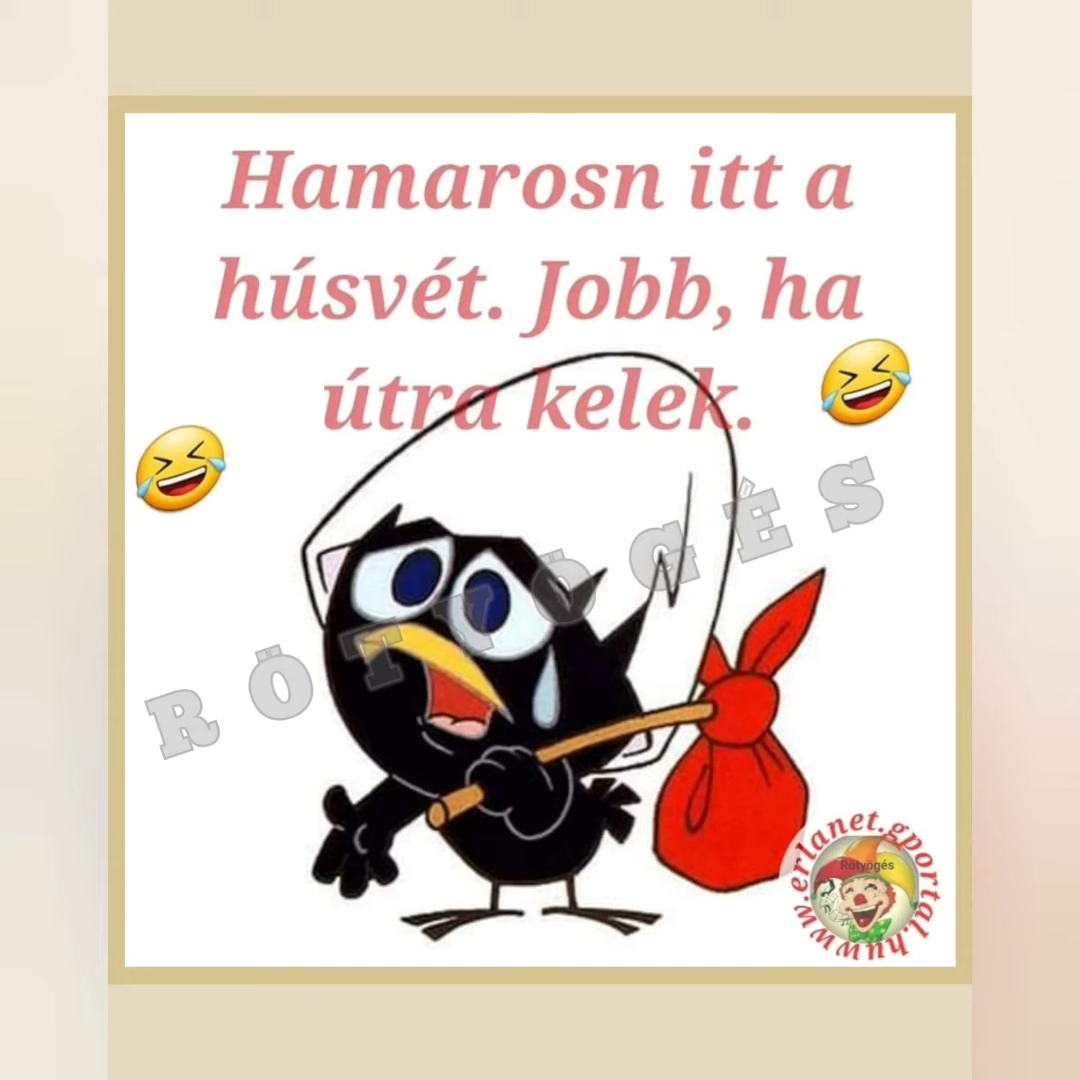 Hamarosn itt a
húsvét. Jobb, ha
útra kelek.
RÖTYÖGÉS
www.erlanet.gportal.hu
Rötyögés